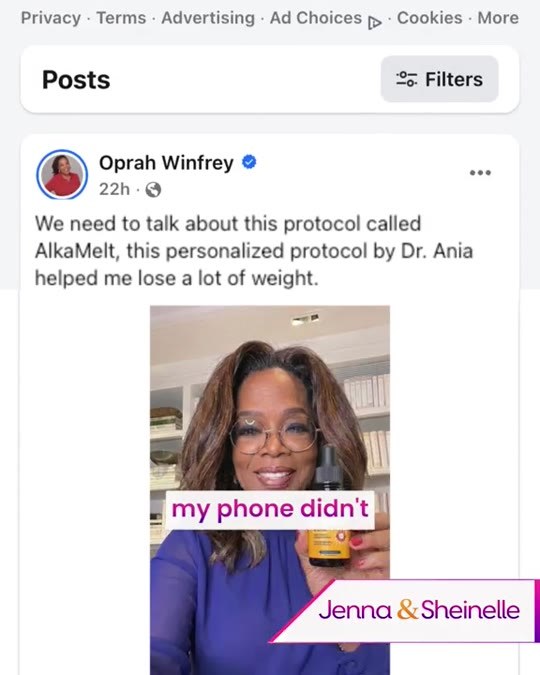 Privacy · Terms · Advertising · Ad Choices · Cookies · More
Posts
Filters
Oprah Winfrey
22h ·
We need to talk about this protocol called
AlkaMelt, this personalized protocol by Dr. Ania
helped me lose a lot of weight.
my phone didn't
Jenna & Sheinelle